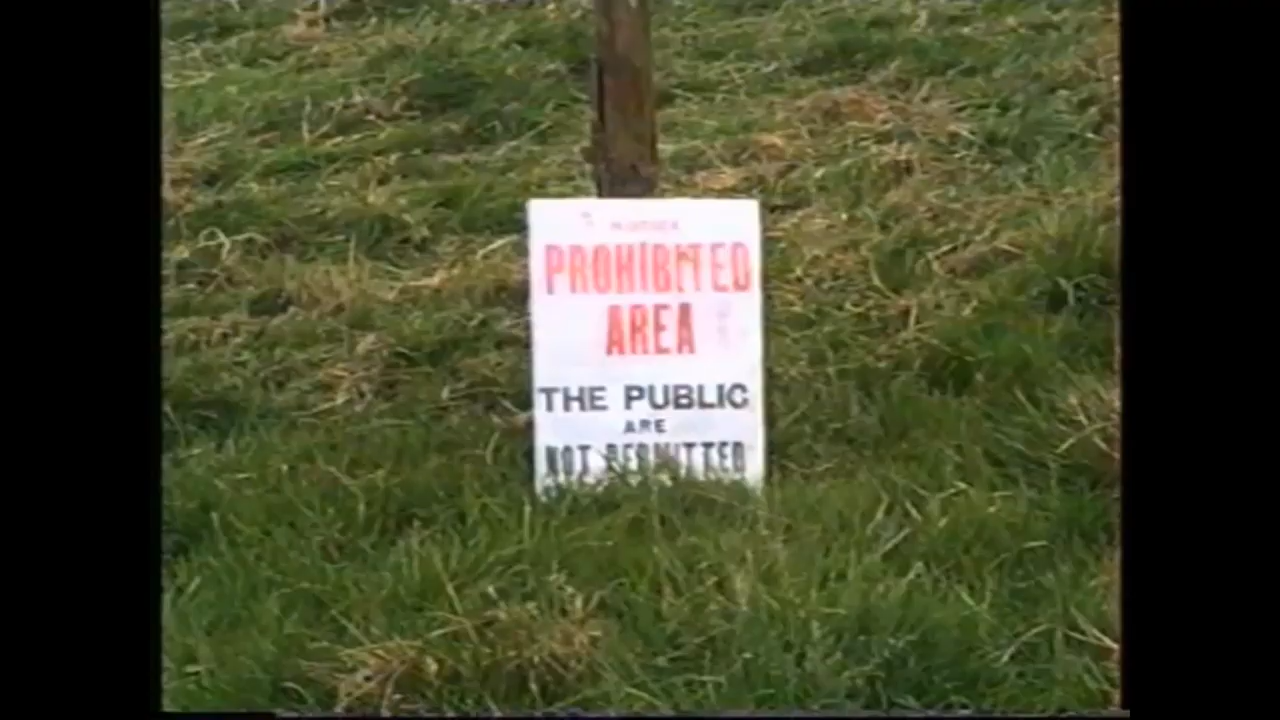 PROHIBITED
AREA
THE PUBLIC
ARE
NOT PERMITTED